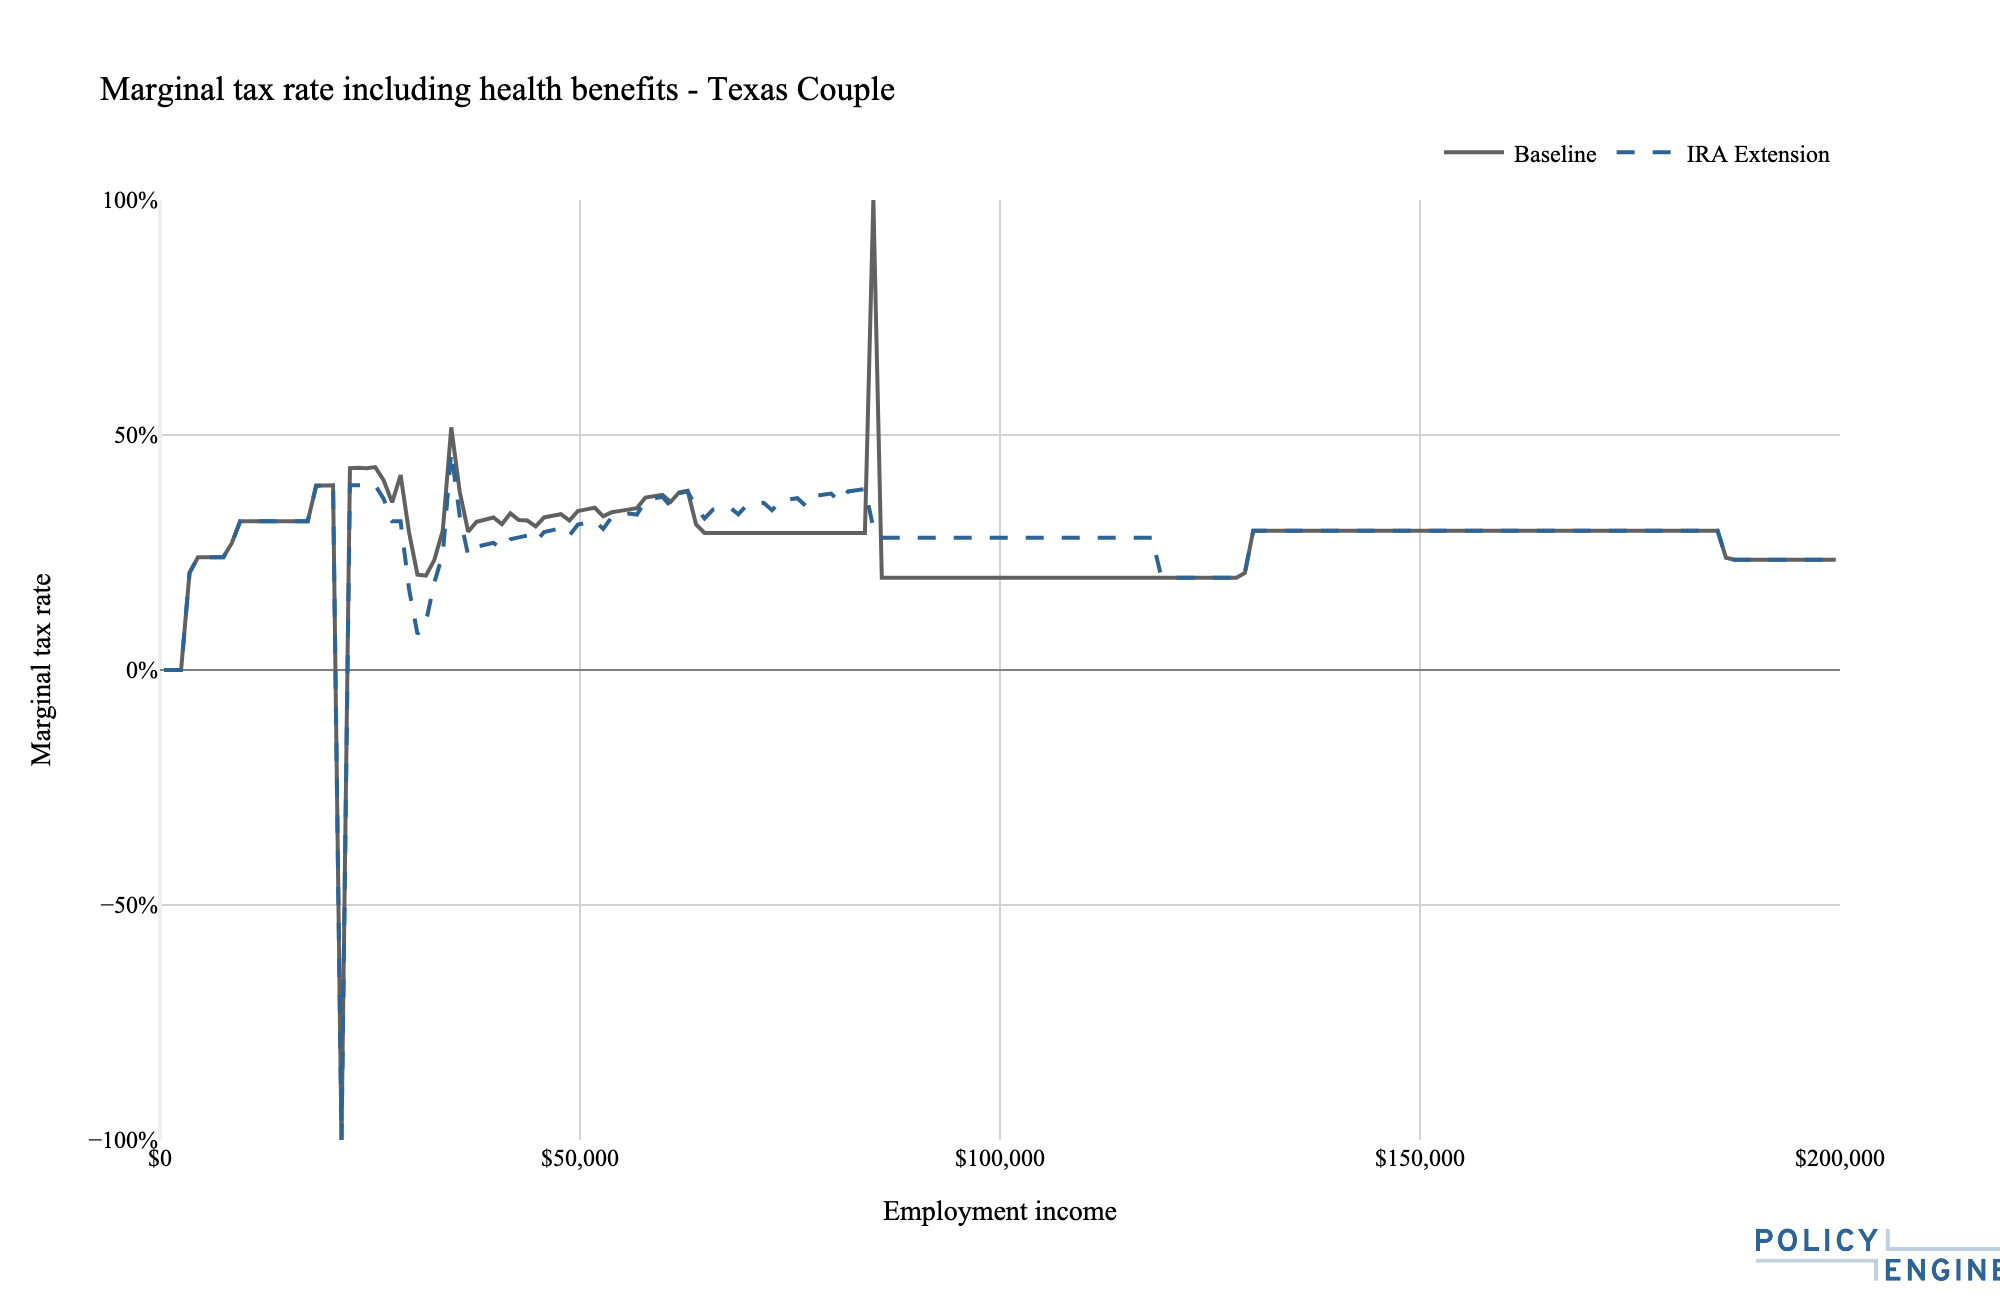 Marginal tax rate including health benefits - Texas Couple
Baseline
IRA Extension
100%
50%
0%
−50%
−100%
Marginal tax rate
$0
$50,000
$100,000
$150,000
$200,000
Employment income
POLICY
ENGINE